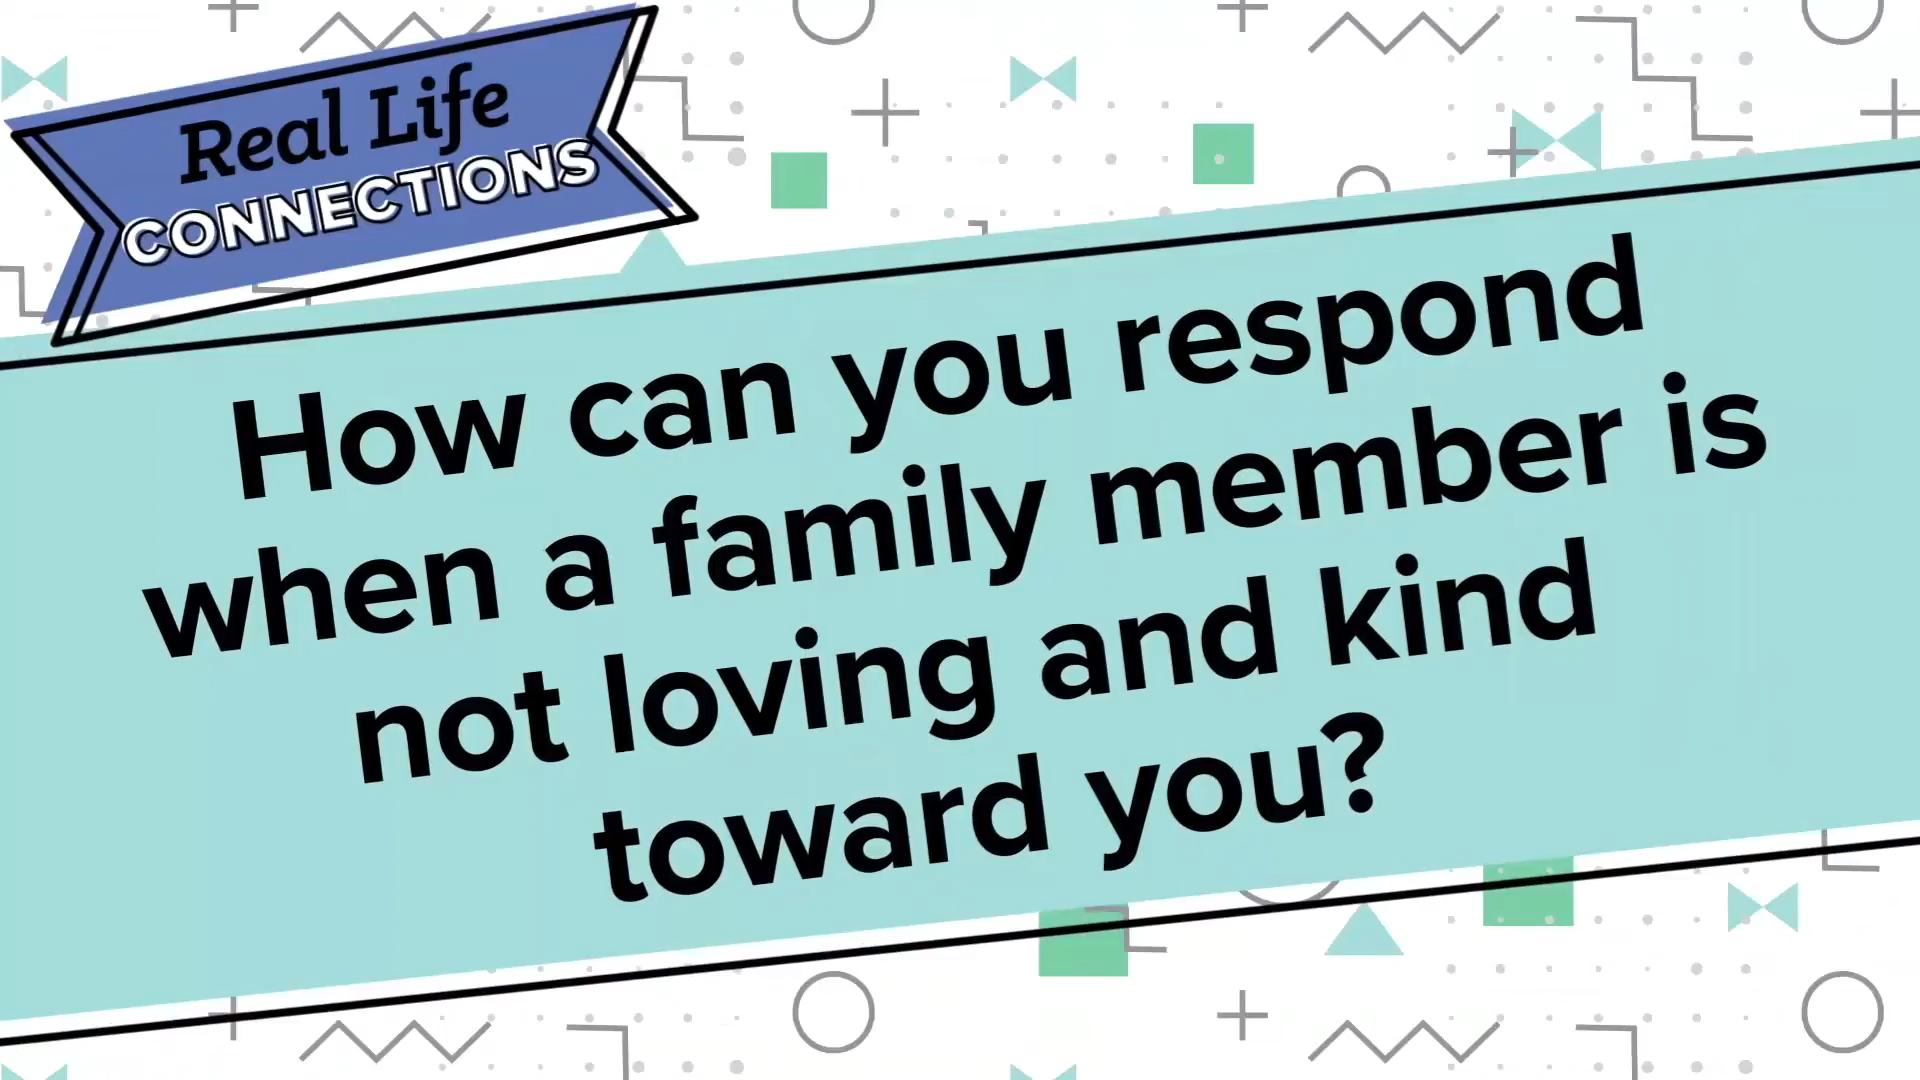 Real Life
CONNECTIONS
How can you respond
when a family member is
not loving and kind
toward you?